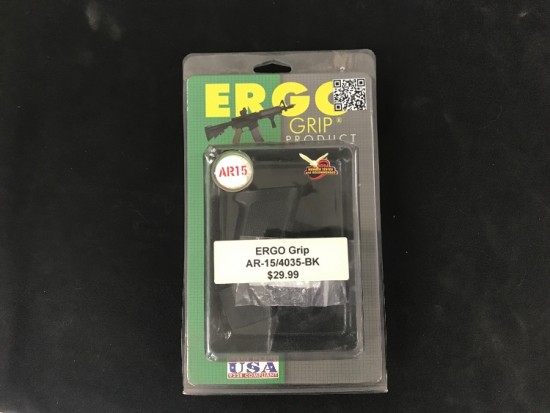 ERGO
GRIP®
PRODUCT
AR15
ERGO Grip
AR-15/4035-BK
$29.99
USA